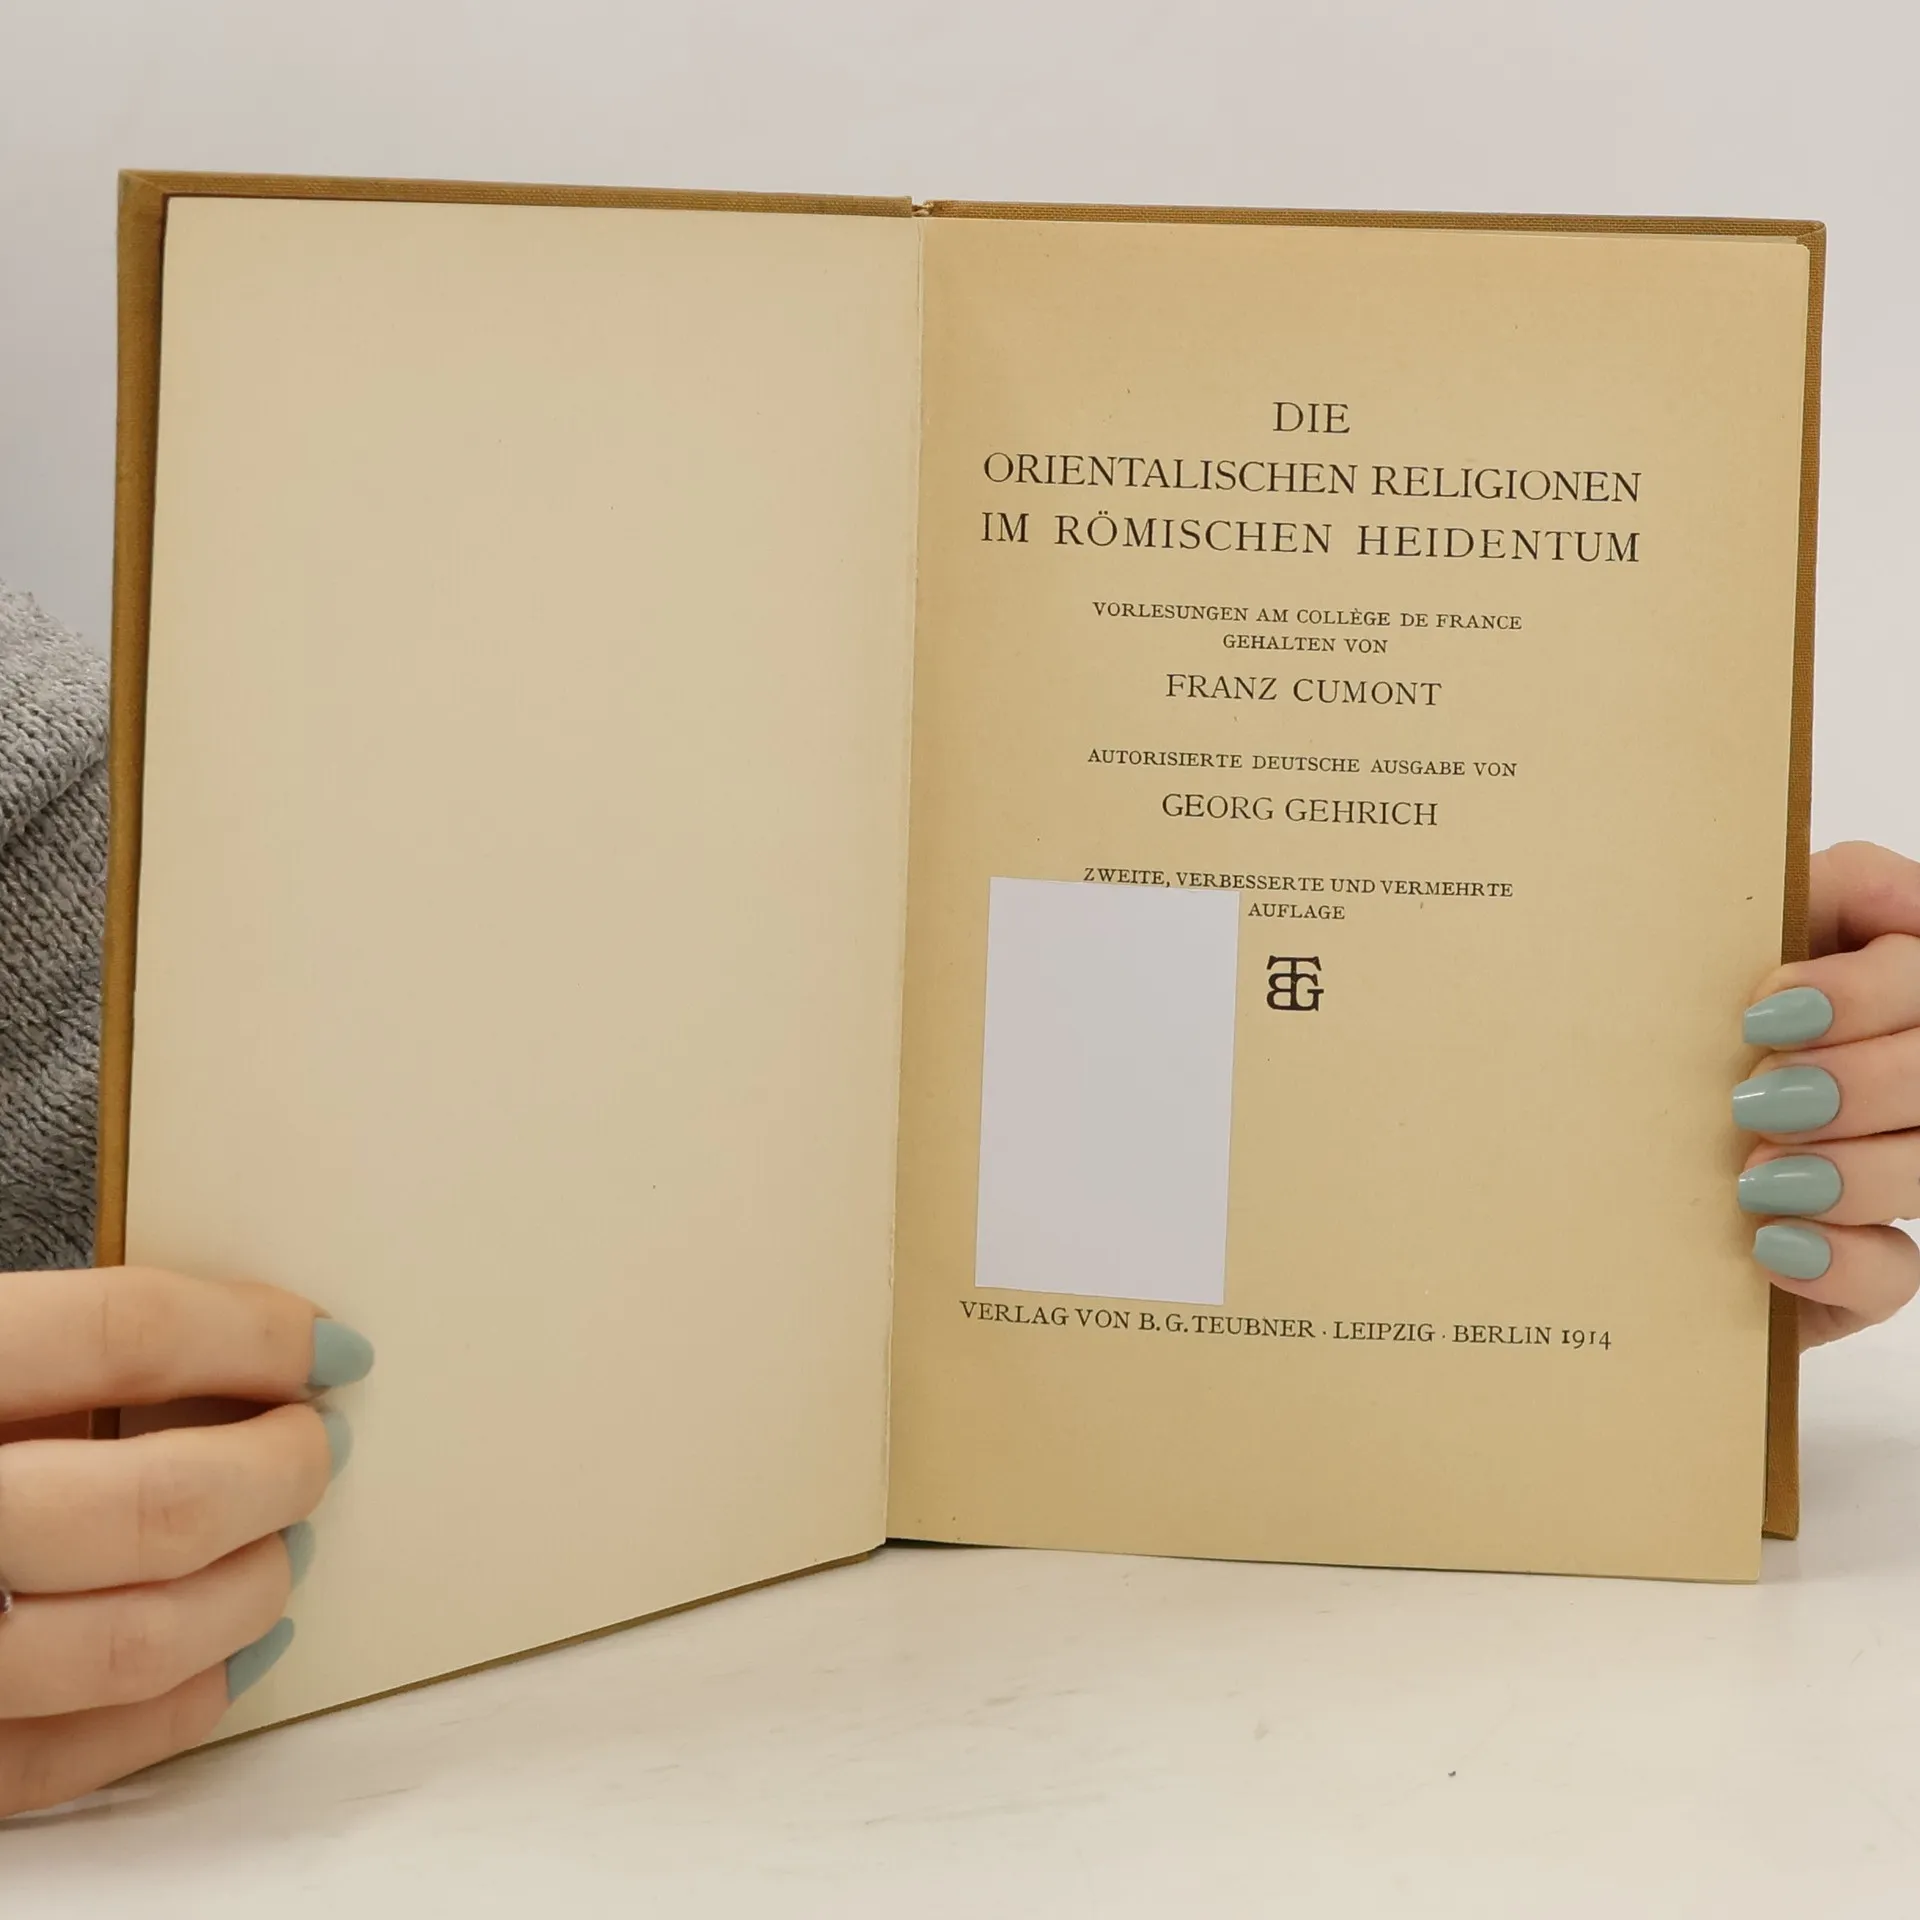 DIE
ORIENTALISCHEN RELIGIONEN
IM RÖMISCHEN HEIDENTUM
VORLESUNGEN AM COLLÈGE DE FRANCE
GEHALTEN VON
FRANZ CUMONT
AUTORISIERTE DEUTSCHE AUSGABE VON
GEORG GEHRICH
ZWEITE, VERBESSERTE UND VERMEHRTE
AUFLAGE
BTG
VERLAG VON B. G. TEUBNER · LEIPZIG · BERLIN 1914